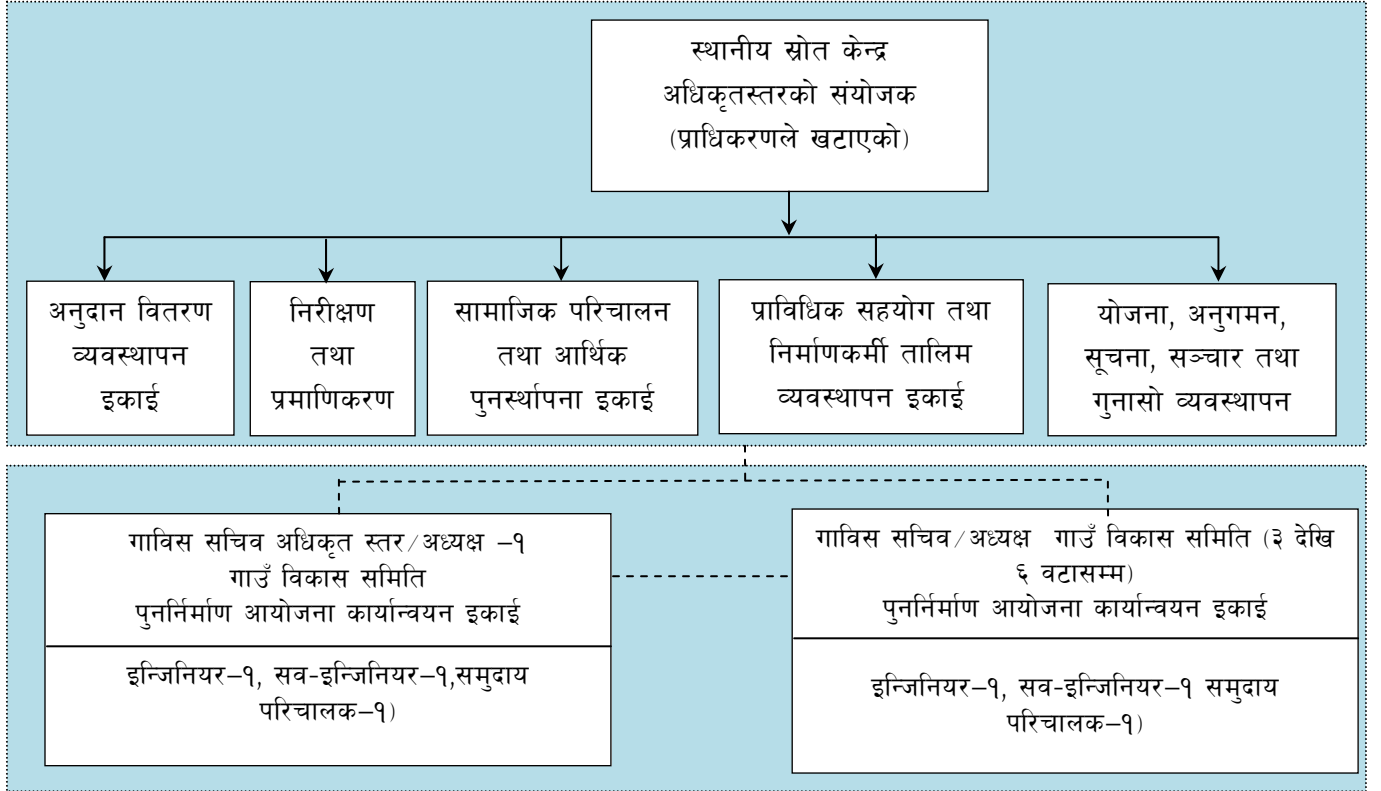 स्थानीय स्रोत केन्द्र
अधिकृतस्तरको संयोजक
(प्राधिकरणले खटाएको)
अनुदान वितरण
व्यवस्थापन
इकाई
निरीक्षण
तथा
प्रमाणिकरण
सामाजिक परिचालन
तथा आर्थिक
पुनर्स्थापना इकाई
प्राविधिक सहयोग तथा
निर्माणकर्मी तालिम
व्यवस्थापन इकाई
योजना, अनुगमन,
सूचना, सञ्चार तथा
गुनासो व्यवस्थापन
गाविस सचिव अधिकृत स्तर/अध्यक्ष –१
गाउँ विकास समिति
पुनर्निर्माण आयोजना कार्यान्वयन इकाई
इन्जिनियर–१, सव-इन्जिनियर–१,समुदाय
परिचालक–१)
गाविस सचिव/अध्यक्ष गाउँ विकास समिति (३ देखि
६ वटासम्म)
पुनर्निर्माण आयोजना कार्यान्वयन इकाई
इन्जिनियर–१, सव-इन्जिनियर–१ समुदाय
परिचालक–१)